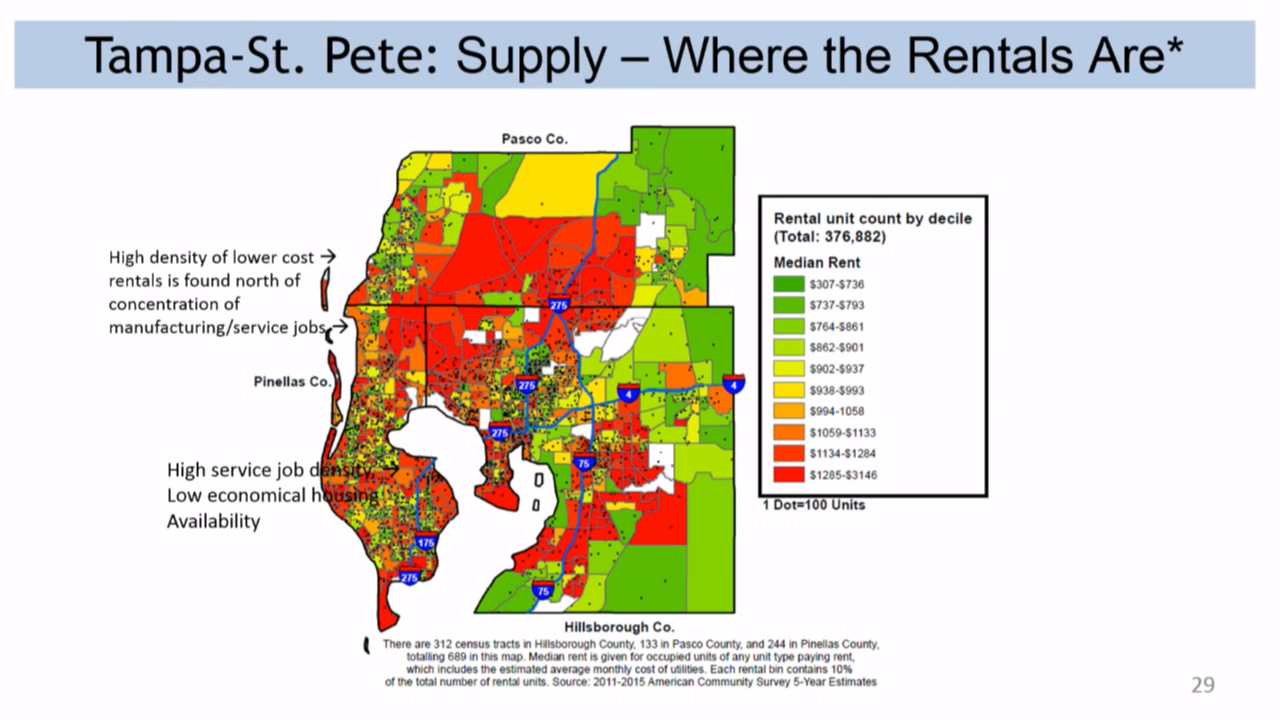 Tampa-St. Pete: Supply – Where the Rentals Are*
Pasco Co.
High density of lower cost →
rentals is found north of
concentration of
manufacturing/service jobs→
Pinellas Co.
High service job density →
Low economical housing
Availability
275
275
4
4
275
75
175
275
75
Hillsborough Co.
Rental unit count by decile
(Total: 376,882)
Median Rent
$307-$736
$737-$793
$764-$861
$862-$901
$902-$937
$938-$993
$994-1058
$1059-$1133
$1134-$1284
$1285-$3146
1 Dot=100 Units
There are 312 census tracts in Hillsborough County, 133 in Pasco County, and 244 in Pinellas County,
totalling 689 in this map. Median rent is given for occupied units of any unit type paying rent,
which includes the estimated average monthly cost of utilities. Each rental bin contains 10%
of the total number of rental units. Source: 2011-2015 American Community Survey 5-Year Estimates
29